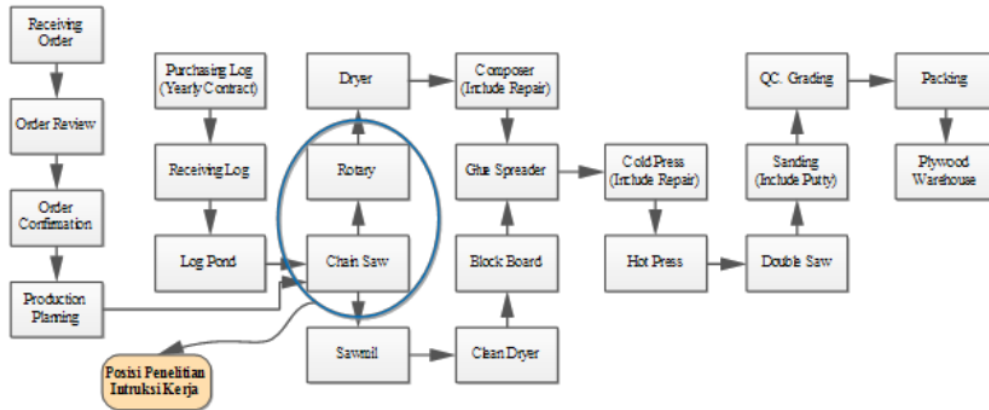 Receiving
Order
Order Review
Order
Confirmation
Production
Planning
Purchasing Log
(Yearly Contract)
Receiving Log
Log Pond
Dryer
Rotary
Chain Saw
Sawmil
Posisi Penelitian
Intruksi Kerja
Composer
(Include Repair)
Glue Spreader
Block Board
Clean Dryer
Cold Press
(Include Repair)
Hot Press
QC. Grading
Sanding
(Include Putty)
Double Saw
Packing
Plywood
Warehouse